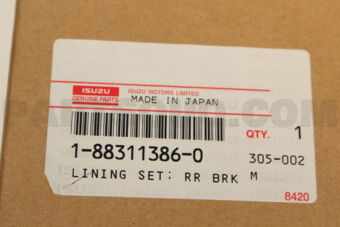 ISUZU
GENUINE PARTS
ISUZU MOTORS LIMITED
MADE IN JAPAN
QTY. 1
1-88311386-0
305-002
LINING SET; RR BRK M
8420